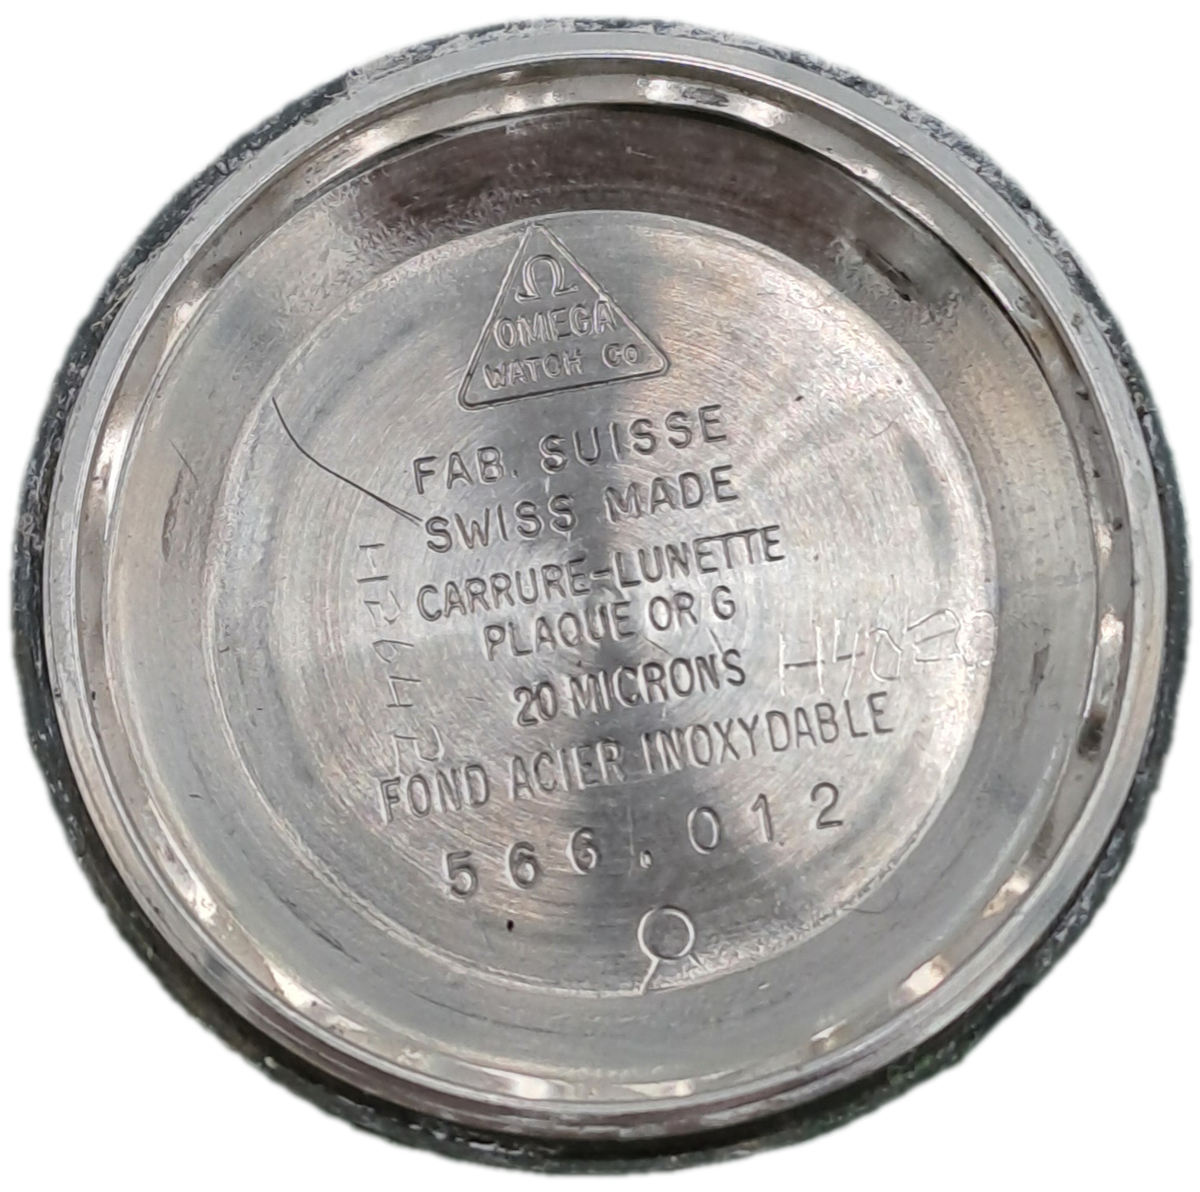 Ω
OMEGA
WATCH Co
FAB. SUISSE
SWISS MADE
CARRURE-LUNETTE
PLAQUE OR G
20 MICRONS
FOND ACIER INOXYDABLE
566.012